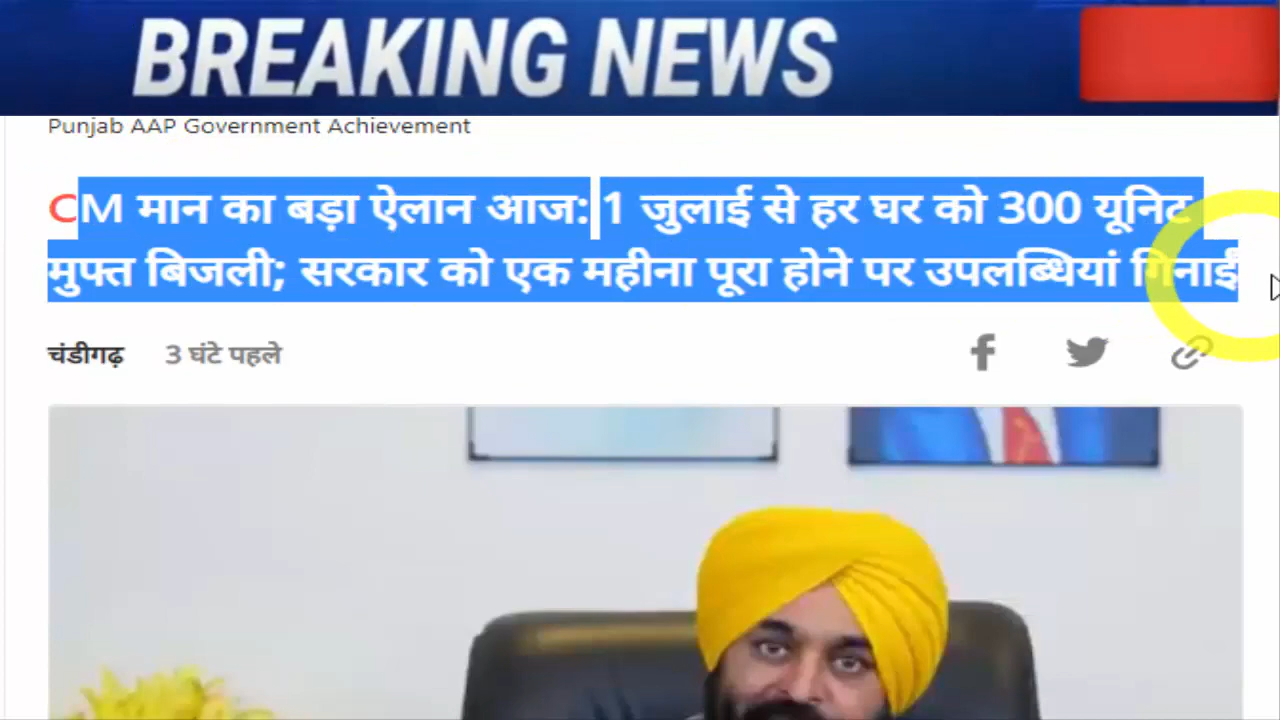 BREAKING NEWS
Punjab AAP Government Achievement
CM मान का बड़ा ऐलान आज: 1 जुलाई से हर घर को 300 यूनिट
मुफ्त बिजली; सरकार को एक महीना पूरा होने पर उपलब्धियां गिनाईं
चंडीगढ़ 3 घंटे पहले